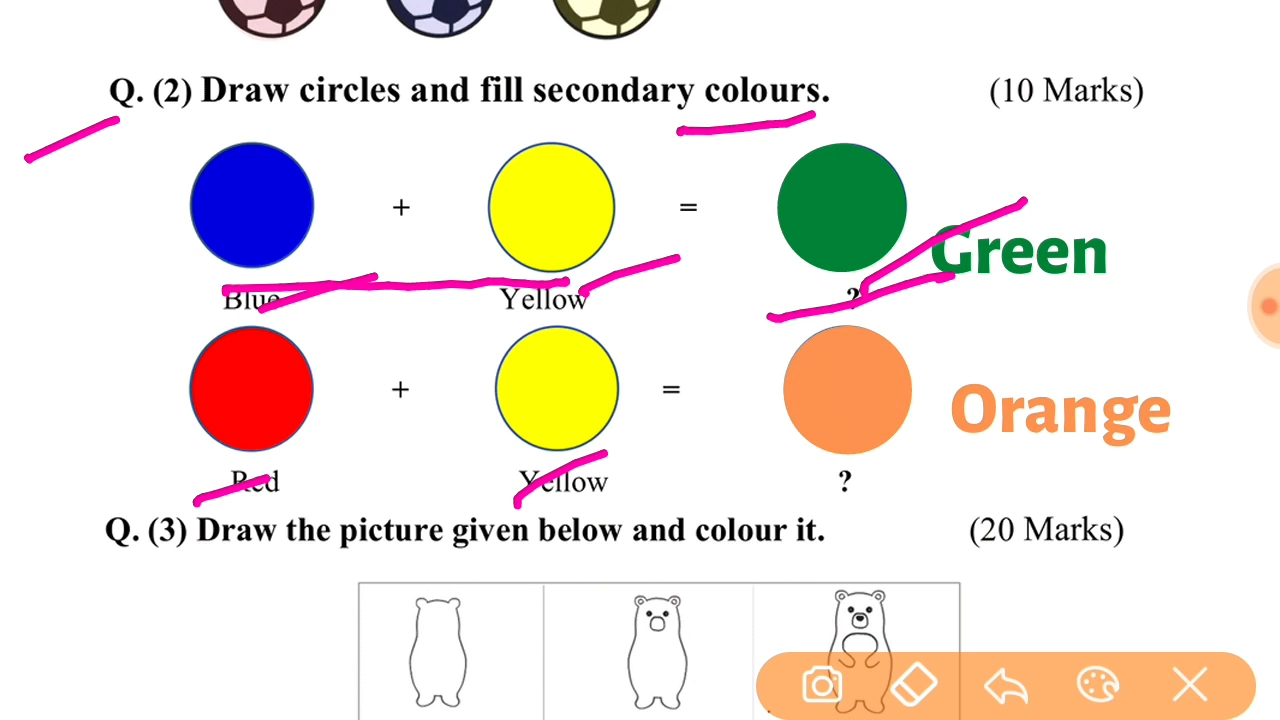 Q. (2) Draw circles and fill secondary colours. (10 Marks)
+ =
Green
Blue Yellow ?
+ =
Orange
Red Yellow ?
Q. (3) Draw the picture given below and colour it. (20 Marks)